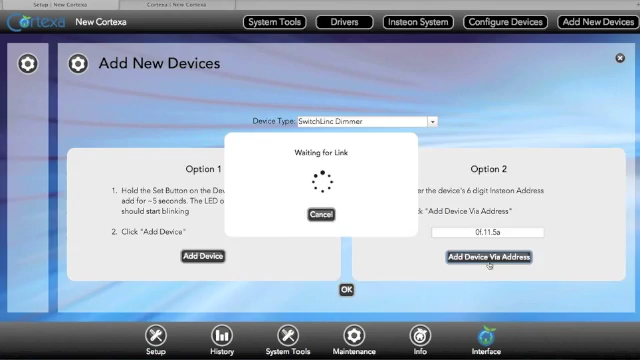 Setup | New Cortexa
Cortexa | New Cortexa
Cortexa
New Cortexa
System Tools
Drivers
Insteon System
Configure Devices
Add New Devices
Add New Devices
Device Type: SwitchLinc Dimmer
Waiting for Link
Cancel
Option 1
1. Hold the Set Button on the
add for ~5 seconds. The LED
should start blinking
2. Click "Add Device"
Add Device
Option 2
the device's 6 digit Insteon Address
"Add Device Via Address"
0f.11.5a
Add Device Via Address
OK
Setup
History
System Tools
Maintenance
Info
Interface